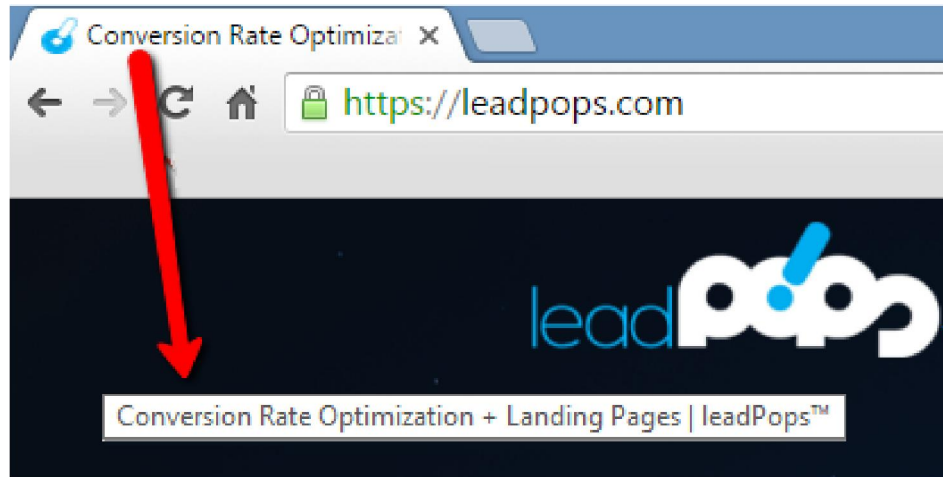 Conversion Rate Optimiza
https://leadpops.com
leadpops
Conversion Rate Optimization + Landing Pages | leadPops™